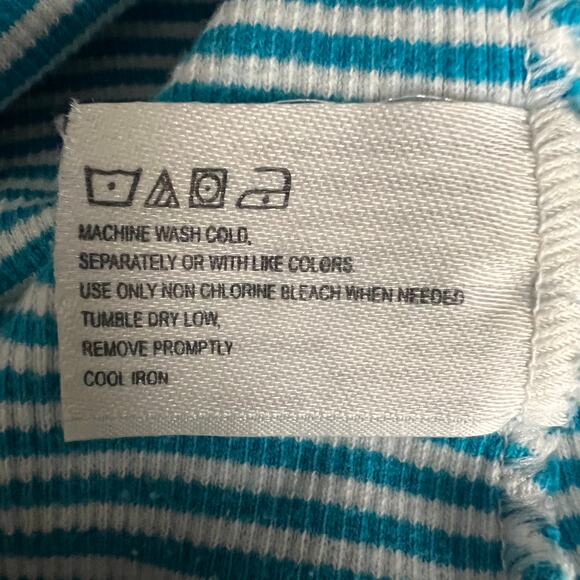 MACHINE WASH COLD,
SEPARATELY OR WITH LIKE COLORS
USE ONLY NON CHLORINE BLEACH WHEN NEEDED
TUMBLE DRY LOW,
REMOVE PROMPTLY
COOL IRON